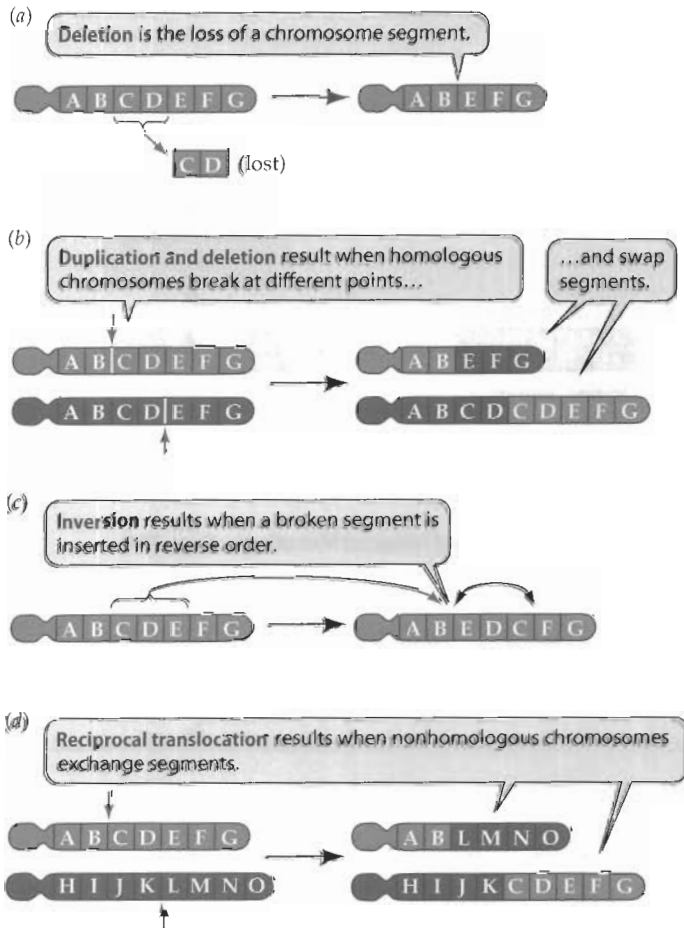 (a)
Deletion is the loss of a chromosome segment.
A B C D E F G
A B E F G
C D (lost)
(b)
Duplication and deletion result when homologous
chromosomes break at different points…
…and swap
segments.
A B C D E F G
A B E F G
A B C D E F G
A B C D C D E F G
(c)
Inversion results when a broken segment is
inserted in reverse order.
A B C D E F G
A B E D C F G
(d)
Reciprocal translocation results when nonhomologous chromosomes
exchange segments.
A B C D E F G
A B L M N O
H I J K L M N O
H I J K C D E F G